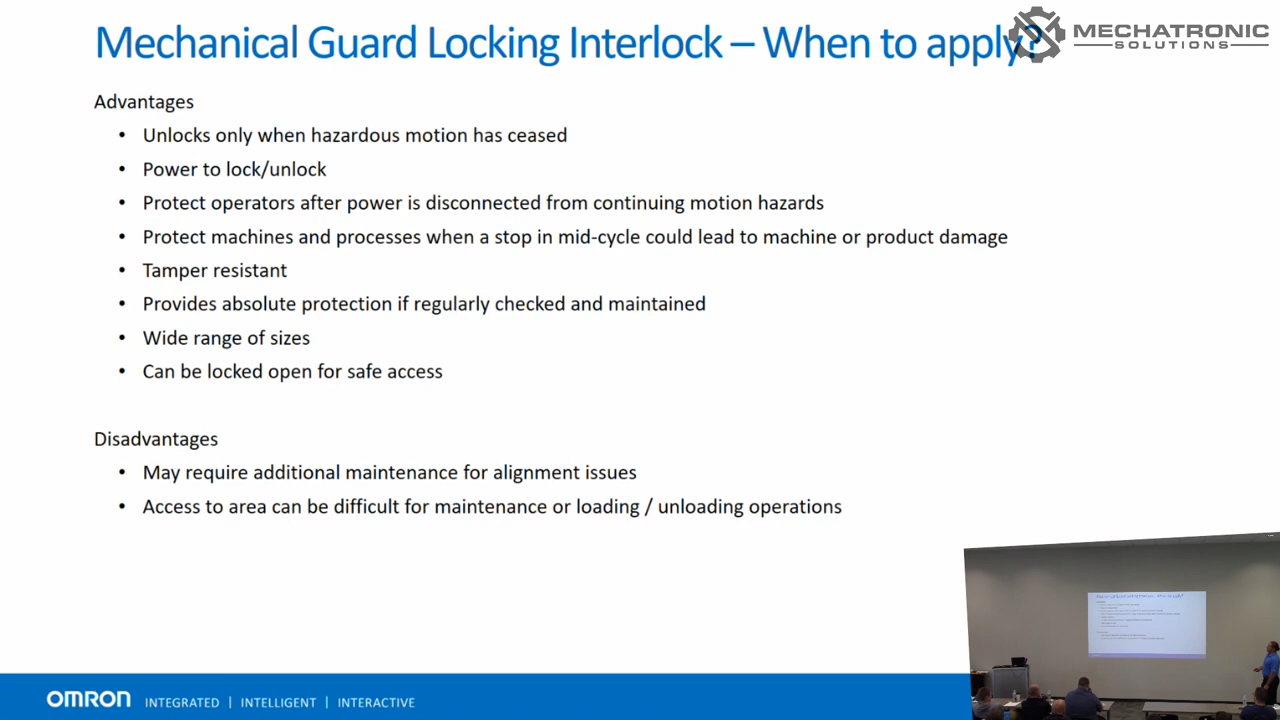 Mechanical Guard Locking Interlock – When to apply?
MECHATRONIC
SOLUTIONS
Advantages
• Unlocks only when hazardous motion has ceased
• Power to lock/unlock
• Protect operators after power is disconnected from continuing motion hazards
• Protect machines and processes when a stop in mid-cycle could lead to machine or product damage
• Tamper resistant
• Provides absolute protection if regularly checked and maintained
• Wide range of sizes
• Can be locked open for safe access
Disadvantages
• May require additional maintenance for alignment issues
• Access to area can be difficult for maintenance or loading / unloading operations
OMRON INTEGRATED | INTELLIGENT | INTERACTIVE